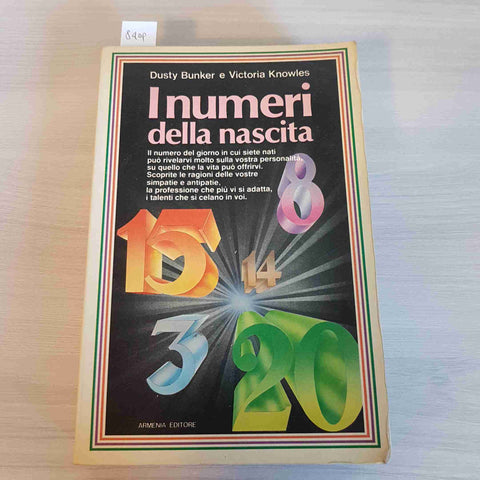 Dusty Bunker e Victoria Knowles
I numeri
della nascita
Il numero del giorno in cui siete nati
può rivelarvi molto sulla vostra personalità,
su quello che la vita può offrirvi.
Scoprite le ragioni delle vostre
simpatie e antipatie,
la professione che più vi si adatta,
i talenti che si celano in voi.
8
15
14
3
20
ARMENIA EDITORE